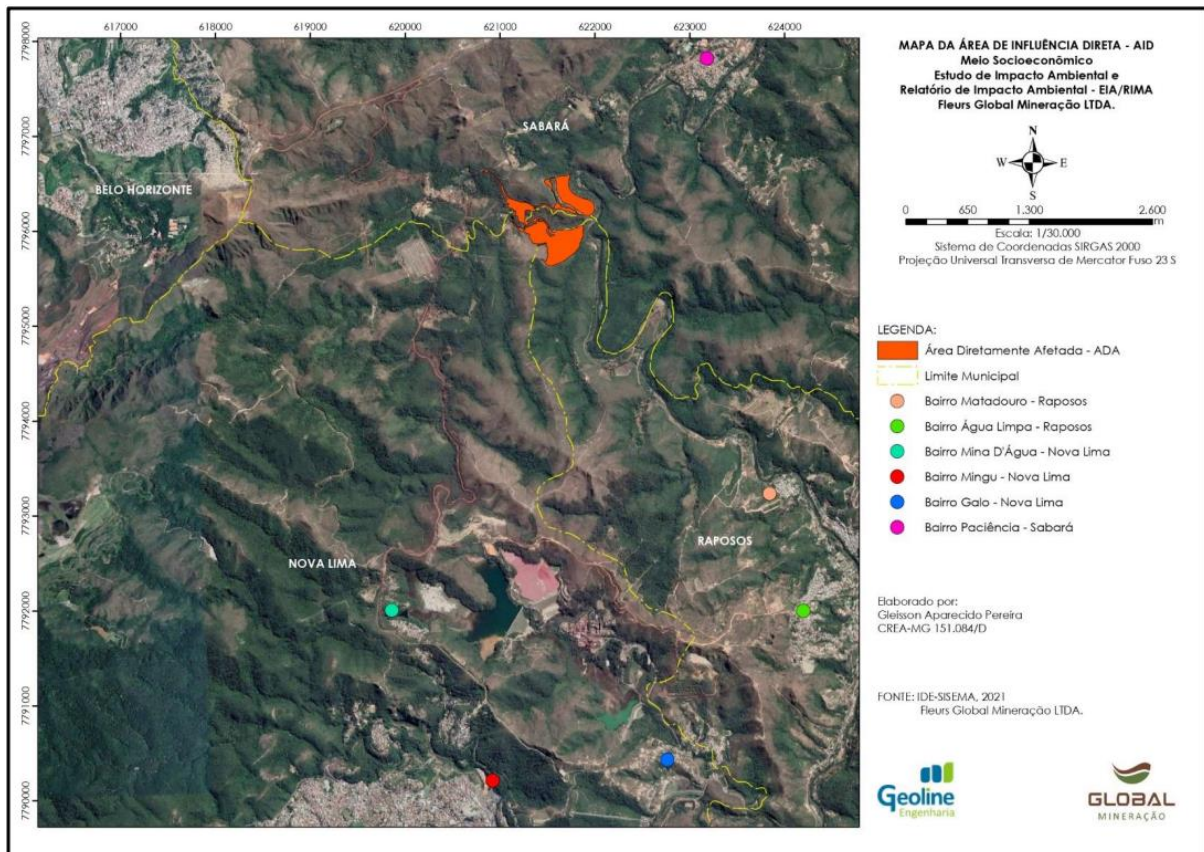 617000
618000
619000
620000
621000
622000
623000
624000
7798000
7797000
7796000
7795000
7794000
7793000
7792000
7791000
7790000
SABARÁ
BELO HORIZONTE
NOVA LIMA
RAPOSOS
MAPA DA ÁREA DE INFLUÊNCIA DIRETA - AID
Meio Socioeconômico
Estudo de Impacto Ambiental e
Relatório de Impacto Ambiental - EIA/RIMA
Fleurs Global Mineração LTDA.
N
W E
S
0 650 1.300 2.600
m
Escala: 1/30.000
Sistema de Coordenadas SIRGAS 2000
Projeção Universal Transversa de Mercator Fuso 23 S
LEGENDA:
Área Diretamente Afetada - ADA
Limite Municipal
Bairro Matadouro - Raposos
Bairro Água Limpa - Raposos
Bairro Mina D'Água - Nova Lima
Bairro Mingu - Nova Lima
Bairro Galo - Nova Lima
Bairro Paciência - Sabará
Elaborado por:
Gleisson Aparecido Pereira
CREA-MG 151.084/D
FONTE: IDE-SISEMA, 2021
Fleurs Global Mineração LTDA.
Geoline
Engenharia
GLOBAL
MINERAÇÃO